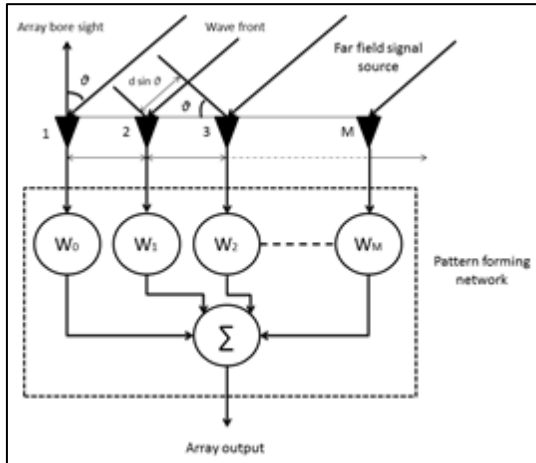 Array bore sight
Wave front
Far field signal
source
ϑ
d sin ϑ
ϑ
1
2
3
M
W₀
W₁
W₂
W_M
Pattern forming
network
∑
Array output